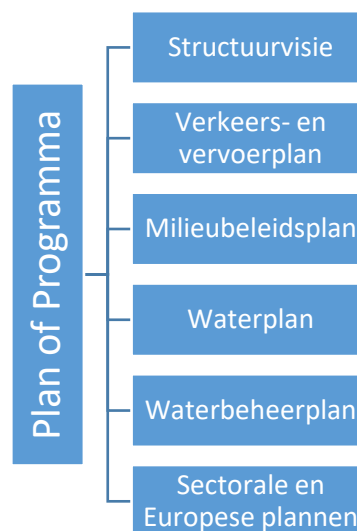 Plan of Programma
Structuurvisie
Verkeers- en
vervoerplan
Milieubeleidsplan
Waterplan
Waterbeheerplan
Sectorale en
Europese plannen